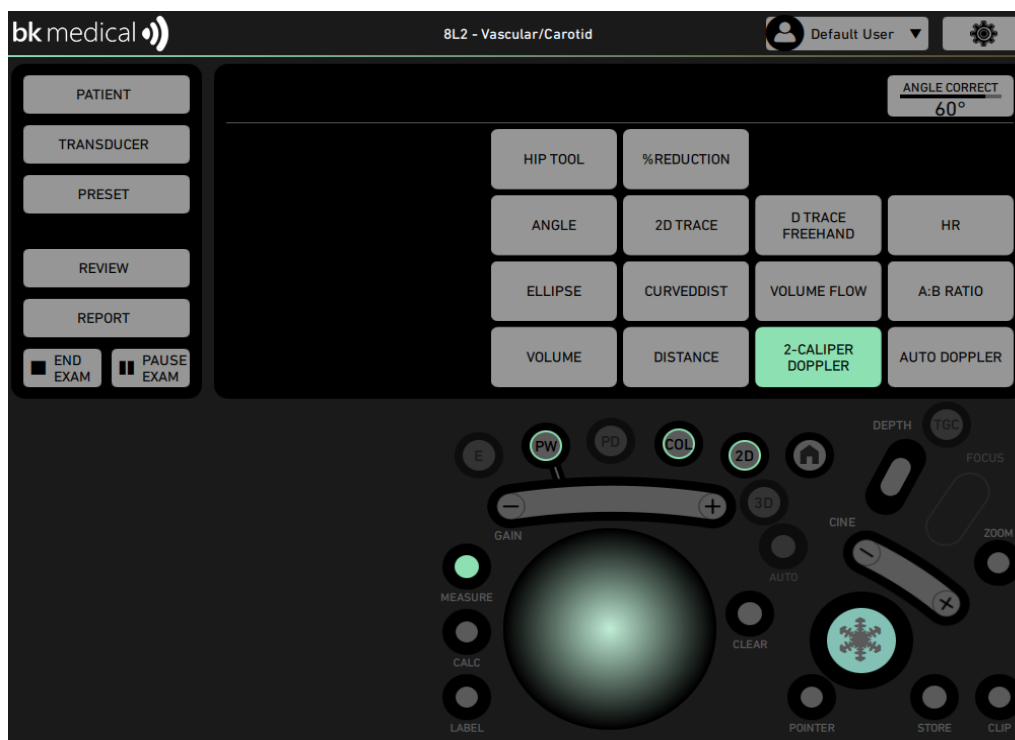 bk medical
8L2 - Vascular/Carotid
Default User
PATIENT
TRANSDUCER
PRESET
REVIEW
REPORT
END
EXAM
PAUSE
EXAM
ANGLE CORRECT
60°
HIP TOOL
%REDUCTION
ANGLE
2D TRACE
D TRACE
FREEHAND
HR
ELLIPSE
CURVEDDIST
VOLUME FLOW
A:B RATIO
VOLUME
DISTANCE
2-CALIPER
DOPPLER
AUTO DOPPLER
E
PW
PD
COL
2D
DEPTH
TGC
FOCUS
3D
GAIN
CINE
ZOOM
AUTO
MEASURE
CLEAR
CALC
LABEL
POINTER
STORE
CLIP